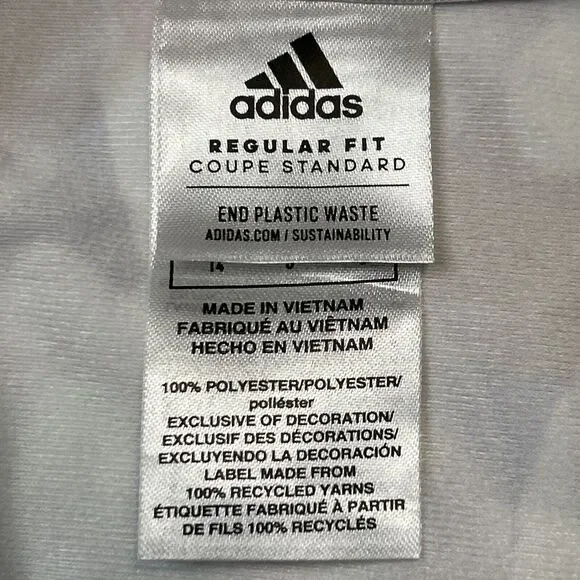 adidas
REGULAR FIT
COUPE STANDARD
END PLASTIC WASTE
ADIDAS.COM / SUSTAINABILITY
14
MADE IN VIETNAM
FABRIQUÉ AU VIÊTNAM
HECHO EN VIETNAM
100% POLYESTER/POLYESTER/
poliéster
EXCLUSIVE OF DECORATION/
EXCLUSIF DES DÉCORATIONS/
EXCLUYENDO LA DECORACIÓN
LABEL MADE FROM
100% RECYCLED YARNS
ÉTIQUETTE FABRIQUÉ À PARTIR
DE FILS 100% RECYCLÉS